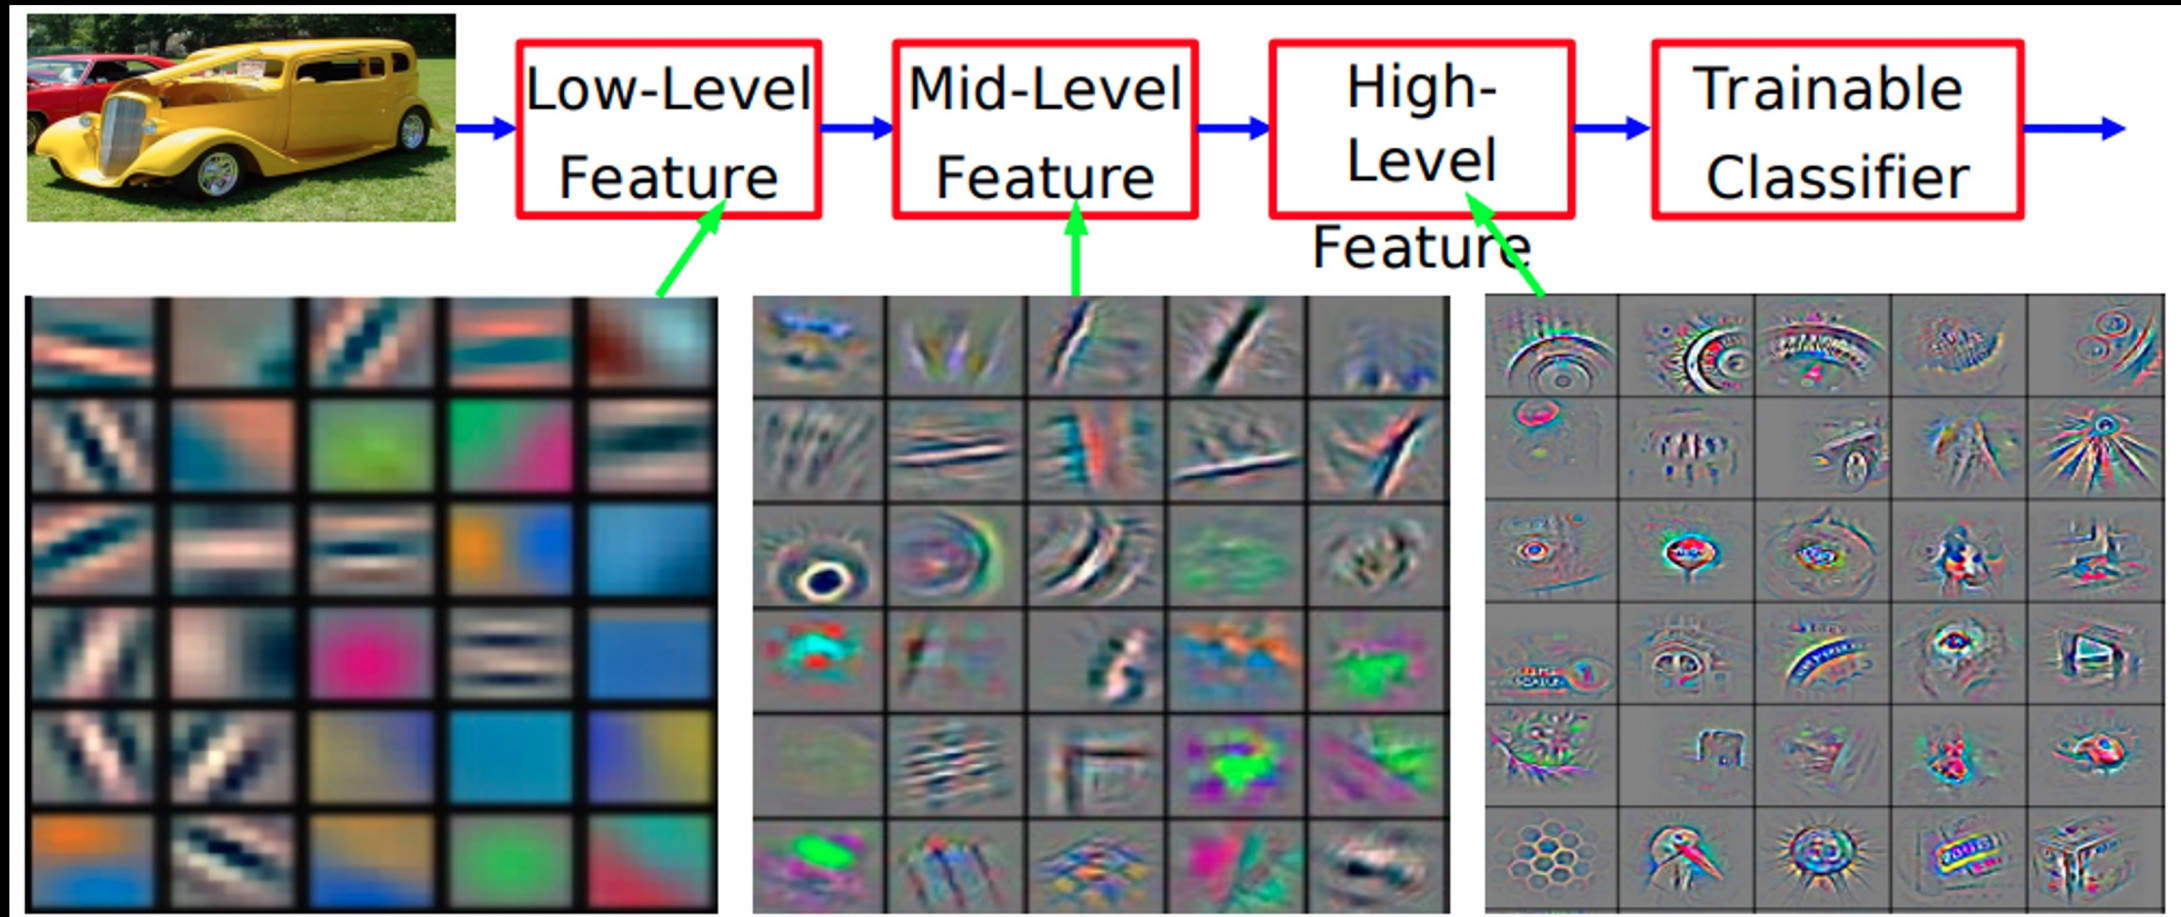 Low-Level
Feature
Mid-Level
Feature
High-
Level
Feature
Trainable
Classifier